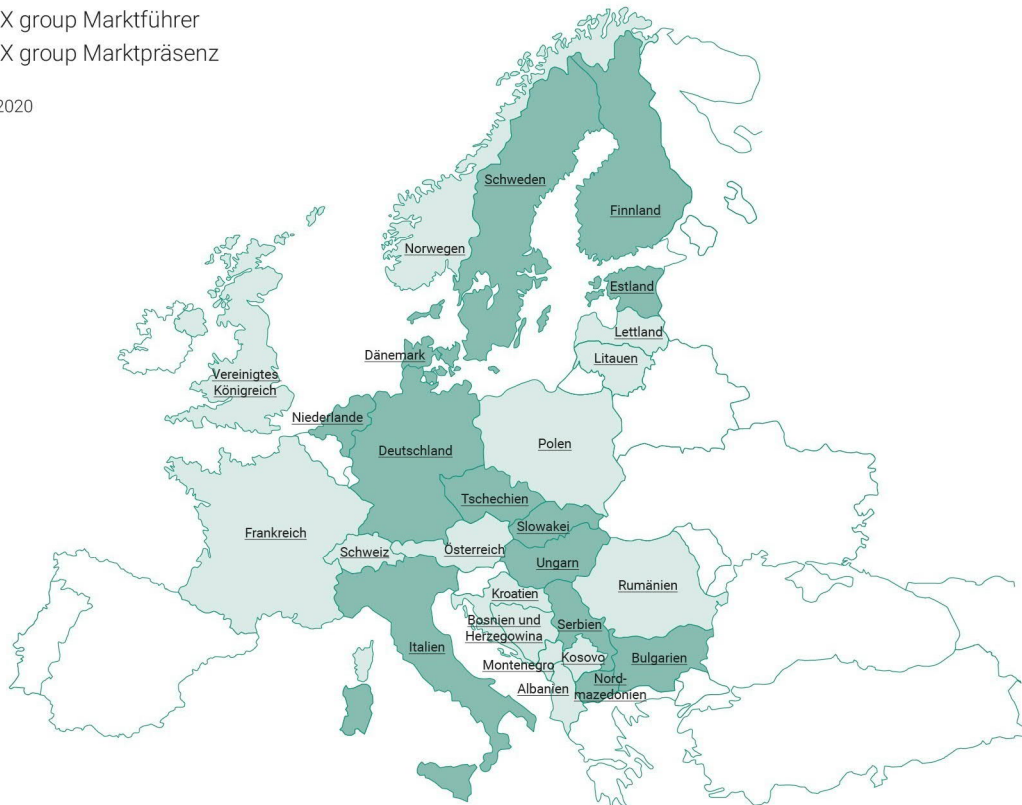 X group Marktführer
X group Marktpräsenz
2020
Schweden
Finnland
Norwegen
Estland
Lettland
Dänemark
Litauen
Vereinigtes
Königreich
Niederlande
Polen
Deutschland
Tschechien
Slowakei
Frankreich
Schweiz
Österreich
Ungarn
Rumänien
Kroatien
Bosnien und
Herzegowina
Serbien
Italien
Kosovo
Bulgarien
Montenegro
Nord-
mazedonien
Albanien